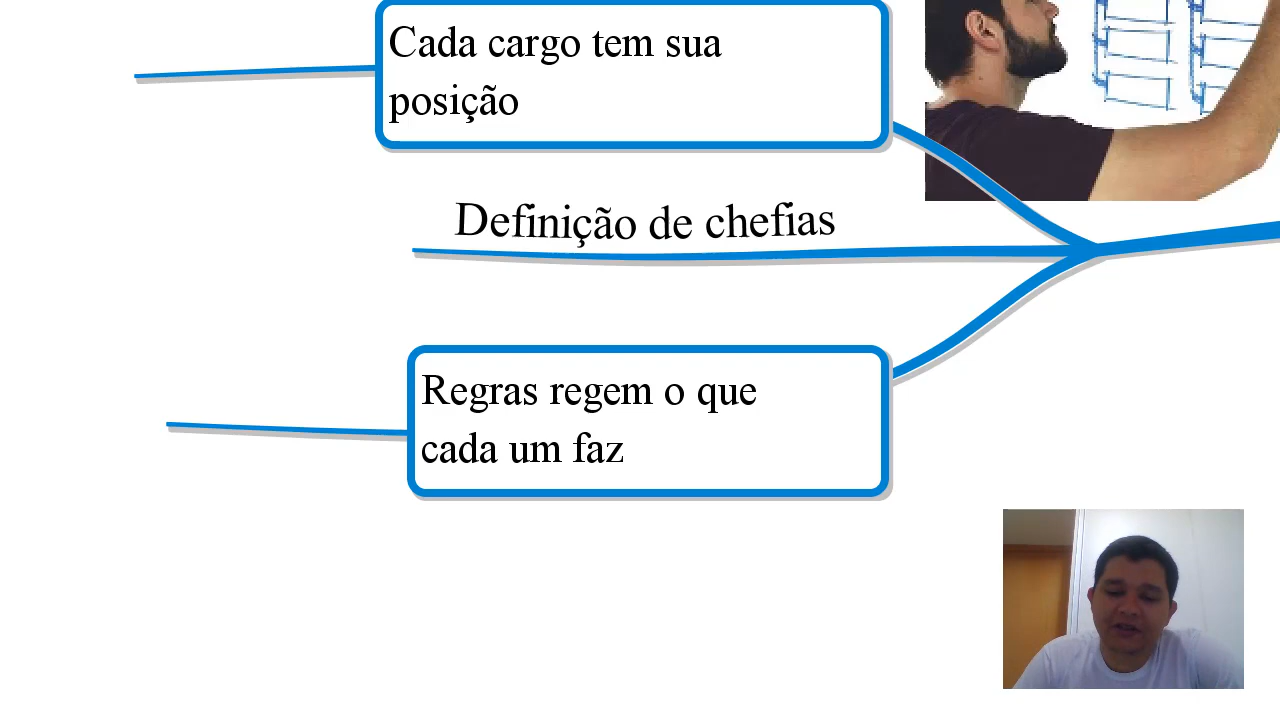 Cada cargo tem sua
posição
Definição de chefias
Regras regem o que
cada um faz